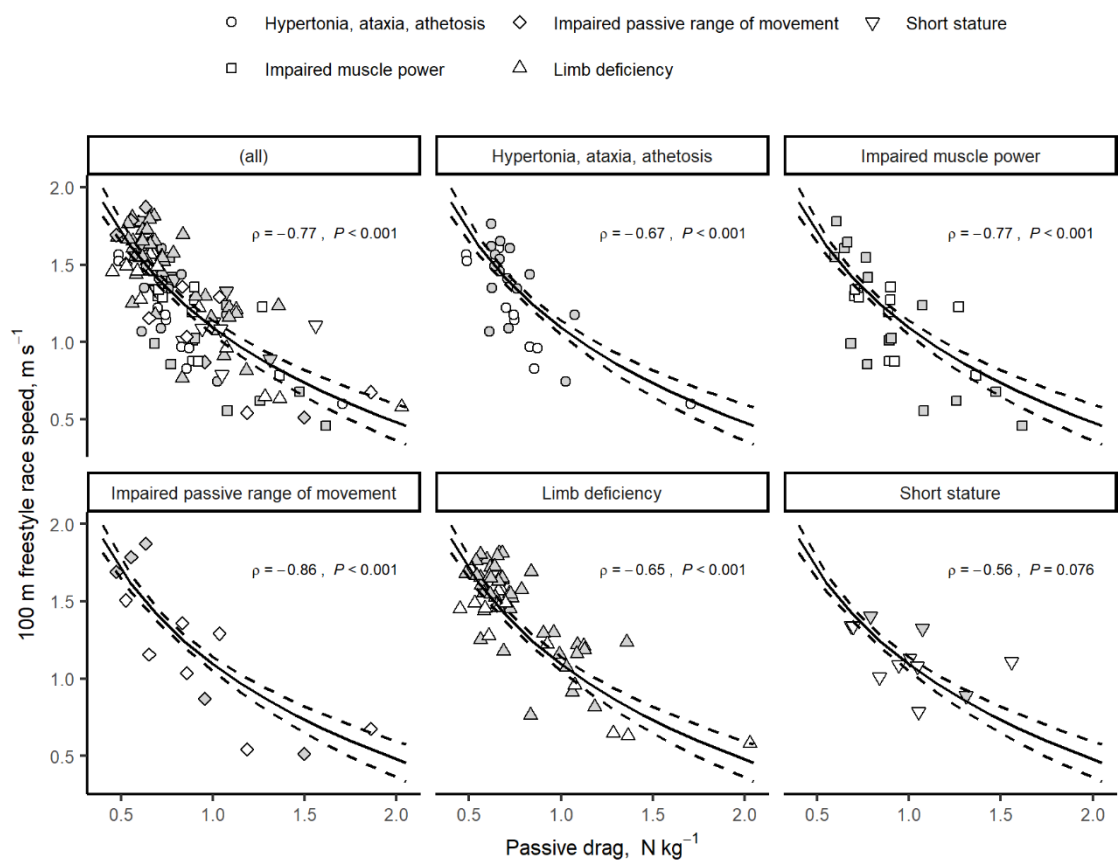 Hypertonia, ataxia, athetosis
Impaired passive range of movement
Short stature
Impaired muscle power
Limb deficiency
(all)
Hypertonia, ataxia, athetosis
Impaired muscle power
2.0
1.5
1.0
0.5
ρ = −0.77 , P < 0.001
ρ = −0.67 , P < 0.001
ρ = −0.77 , P < 0.001
Impaired passive range of movement
Limb deficiency
Short stature
2.0
1.5
1.0
0.5
ρ = −0.86 , P < 0.001
ρ = −0.65 , P < 0.001
ρ = −0.56 , P = 0.076
0.5 1.0 1.5 2.0
0.5 1.0 1.5 2.0
0.5 1.0 1.5 2.0
100 m freestyle race speed, m s⁻¹
Passive drag, N kg⁻¹